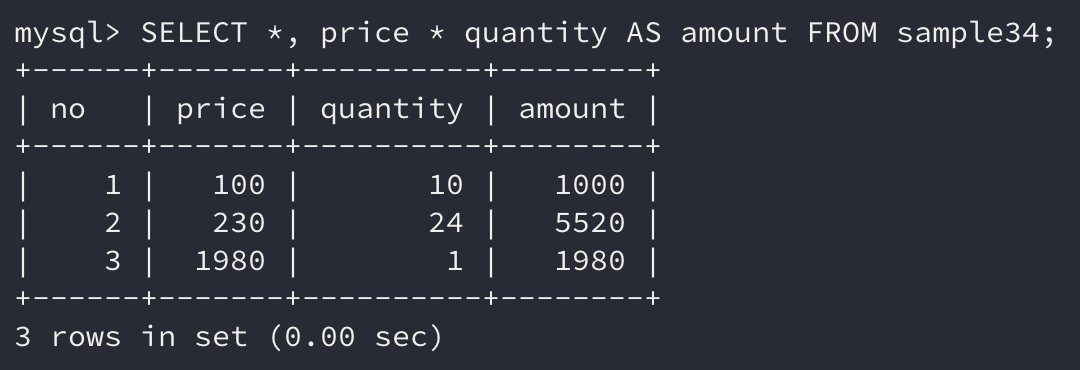 mysql> SELECT *, price * quantity AS amount FROM sample34;
+------+-------+----------+--------+
| no   | price | quantity | amount |
+------+-------+----------+--------+
|    1 |   100 |       10 |   1000 |
|    2 |   230 |       24 |   5520 |
|    3 |  1980 |        1 |   1980 |
+------+-------+----------+--------+
3 rows in set (0.00 sec)